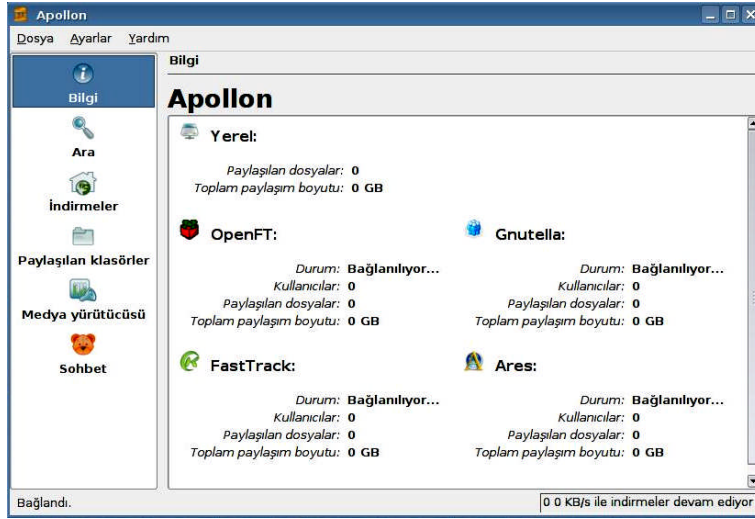 Apollon
Dosya Ayarlar Yardım
Bilgi
Ara
İndirmeler
Paylaşılan klasörler
Medya yürütücüsü
Sohbet
Bilgi
Apollon
Yerel:
Paylaşılan dosyalar: 0
Toplam paylaşım boyutu: 0 GB
OpenFT:
Durum: Bağlanılıyor...
Kullanıcılar: 0
Paylaşılan dosyalar: 0
Toplam paylaşım boyutu: 0 GB
Gnutella:
Durum: Bağlanılıyor...
Kullanıcılar: 0
Paylaşılan dosyalar: 0
Toplam paylaşım boyutu: 0 GB
FastTrack:
Durum: Bağlanılıyor...
Kullanıcılar: 0
Paylaşılan dosyalar: 0
Toplam paylaşım boyutu: 0 GB
Ares:
Durum: Bağlanılıyor...
Kullanıcılar: 0
Paylaşılan dosyalar: 0
Toplam paylaşım boyutu: 0 GB
Bağlandı.
0 0 KB/s ile indirmeler devam ediyor